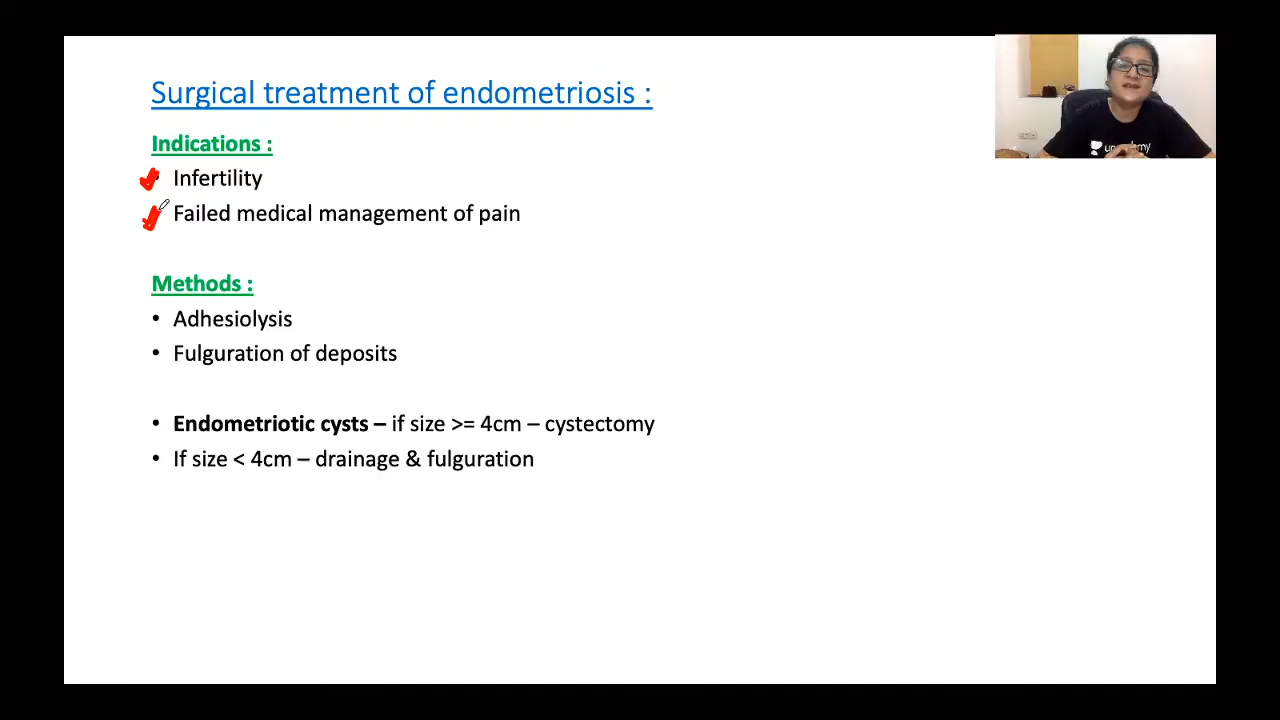 Surgical treatment of endometriosis :
Indications :
Infertility
• Failed medical management of pain
Methods :
• Adhesiolysis
• Fulguration of deposits
• Endometriotic cysts – if size >= 4cm – cystectomy
• If size < 4cm – drainage & fulguration